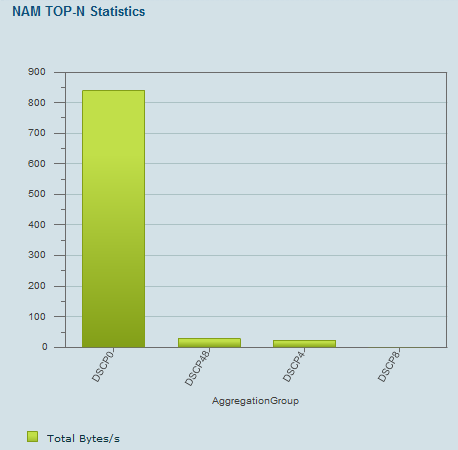 NAM TOP-N Statistics
900
800
700
600
500
400
300
200
100
0
DSCP0
DSCP48
DSCP4
DSCP8
AggregationGroup
Total Bytes/s